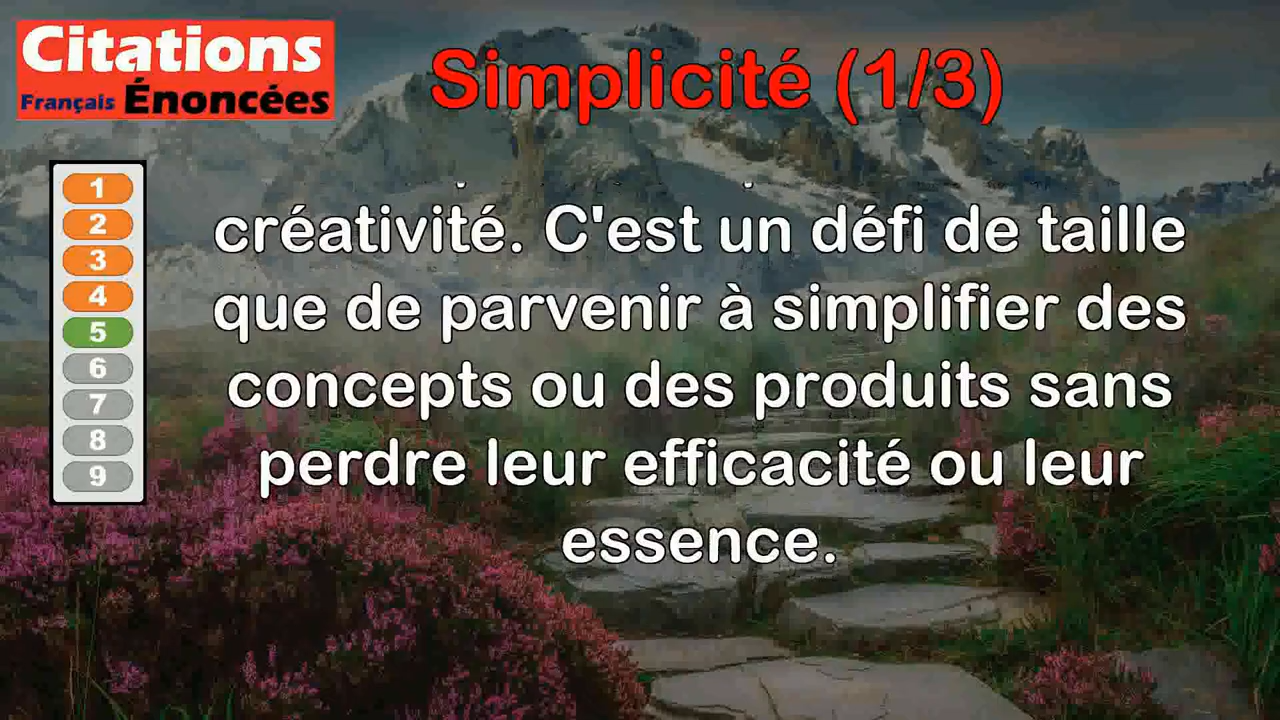 Citations
Français Énoncées
Simplicité (1/3)
1
2
3
4
5
6
7
8
9
créativité. C'est un défi de taille
que de parvenir à simplifier des
concepts ou des produits sans
perdre leur efficacité ou leur
essence.